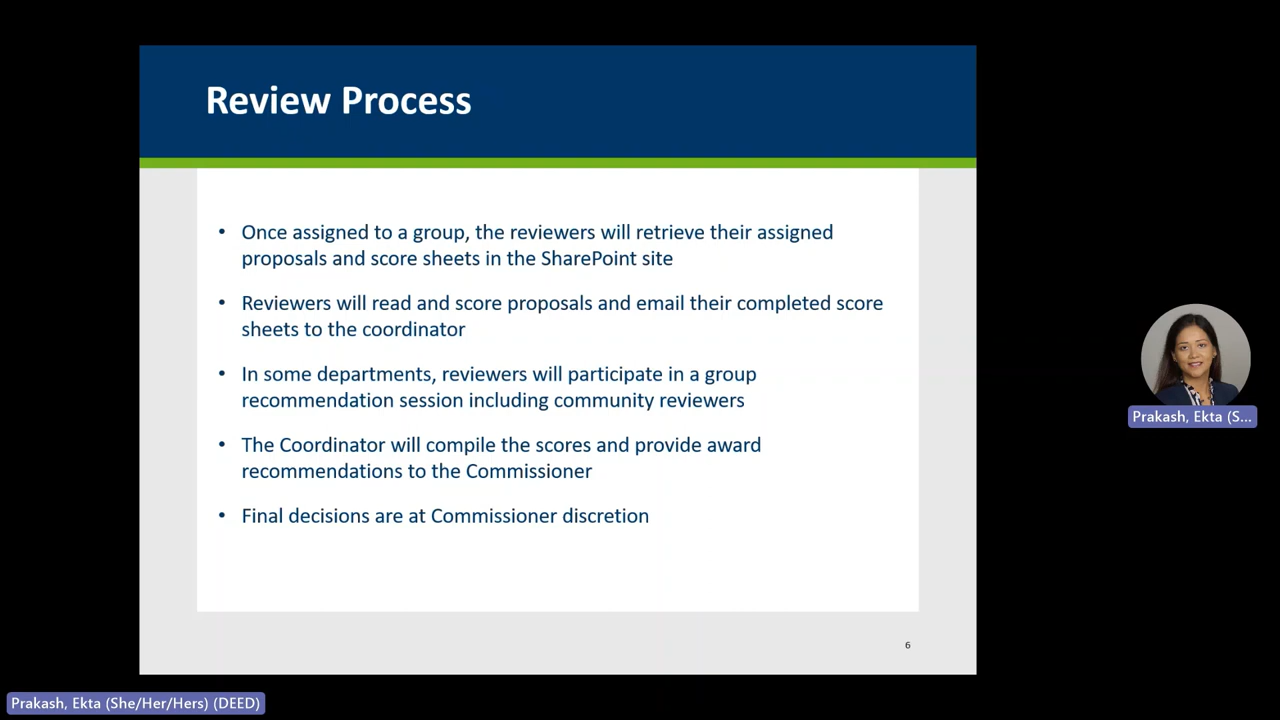 Review Process
• Once assigned to a group, the reviewers will retrieve their assigned
proposals and score sheets in the SharePoint site
• Reviewers will read and score proposals and email their completed score
sheets to the coordinator
• In some departments, reviewers will participate in a group
recommendation session including community reviewers
• The Coordinator will compile the scores and provide award
recommendations to the Commissioner
• Final decisions are at Commissioner discretion
6
Prakash, Ekta (S...
Prakash, Ekta (She/Her/Hers) (DEED)